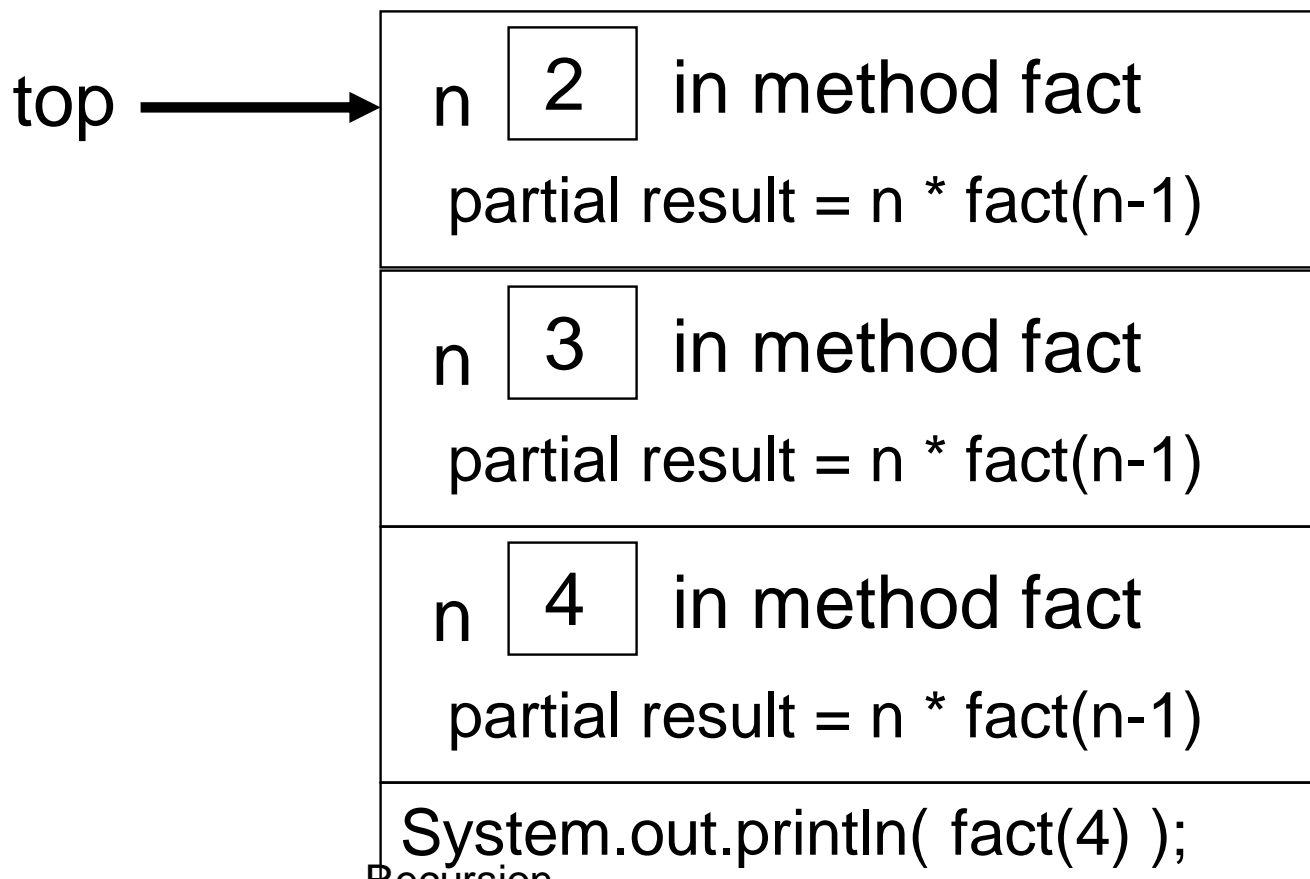 top
n 2 in method fact
partial result = n * fact(n-1)
n 3 in method fact
partial result = n * fact(n-1)
n 4 in method fact
partial result = n * fact(n-1)
System.out.println( fact(4) );
Recursion